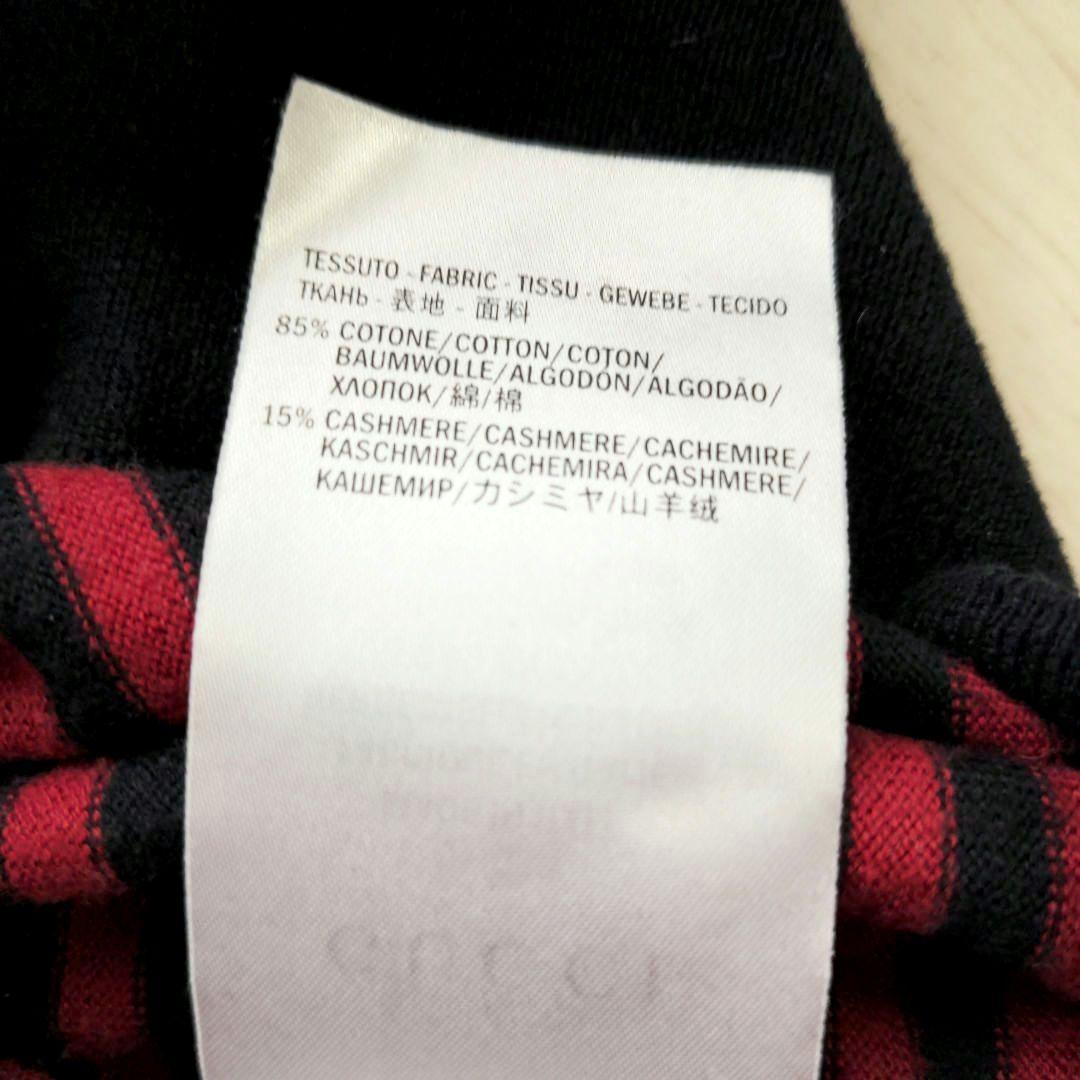 TESSUTO - FABRIC - TISSU - GEWEBE - TECIDO
ТКАНЬ - 表地 - 面料
85% COTONE/COTTON/COTON/
BAUMWOLLE/ALGODÓN/ALGODÃO/
ХЛОПОК/綿/棉
15% CASHMERE/CASHMERE/CACHEMIRE/
KASCHMIR/CACHEMIRA/CASHMERE/
КАШЕМИР/カシミヤ/山羊绒